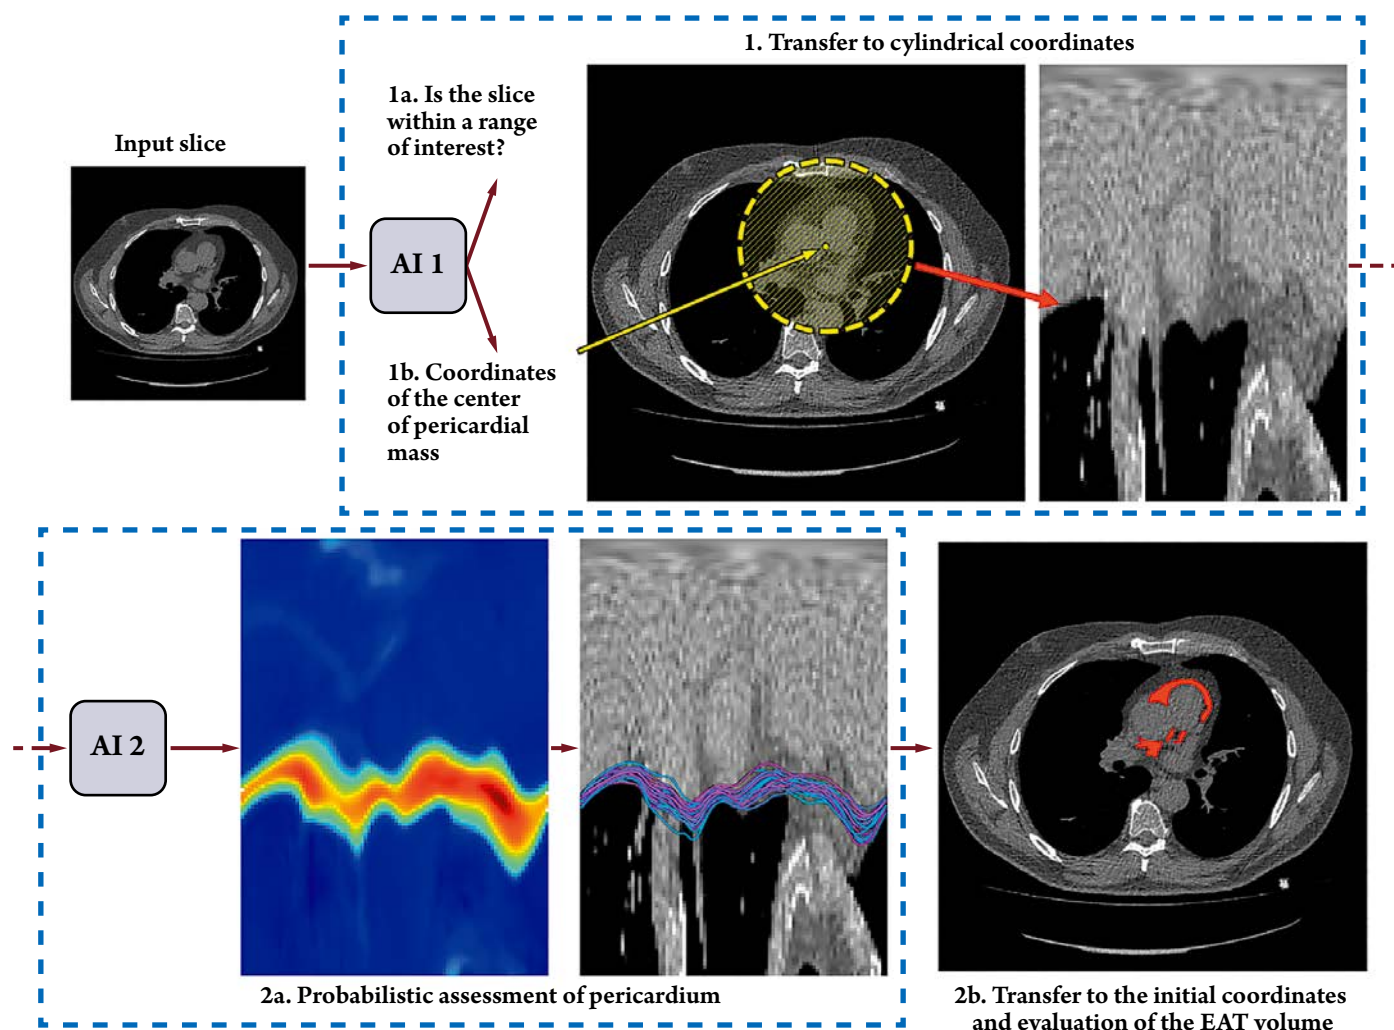 1. Transfer to cylindrical coordinates
Input slice
1a. Is the slice
within a range
of interest?
AI 1
1b. Coordinates
of the center
of pericardial
mass
AI 2
2a. Probabilistic assessment of pericardium
2b. Transfer to the initial coordinates
and evaluation of the EAT volume